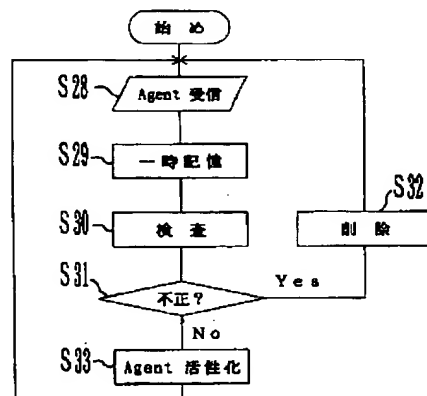 始め
S28
Agent 受信
S29
一時記憶
S30
検査
S32
削除
S31
不正?
Yes
No
S33
Agent 活性化